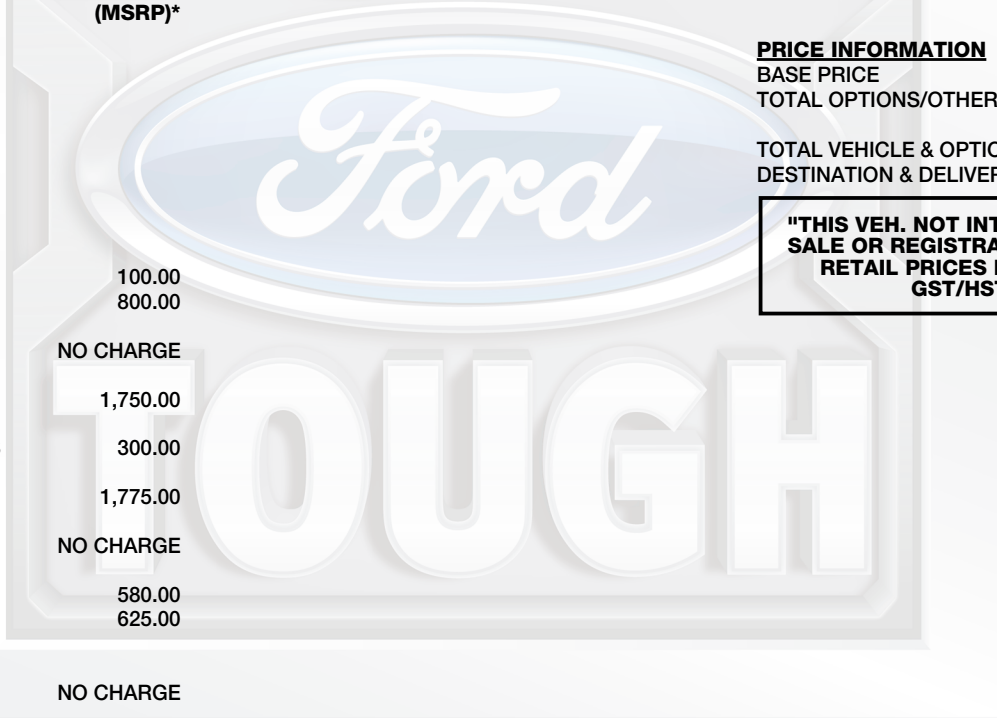 (MSRP)*
100.00
800.00
NO CHARGE
1,750.00
300.00
1,775.00
NO CHARGE
580.00
625.00
NO CHARGE
PRICE INFORMATION
BASE PRICE
TOTAL OPTIONS/OTHER
TOTAL VEHICLE & OPTIO
DESTINATION & DELIVER
"THIS VEH. NOT INT
SALE OR REGISTRA
RETAIL PRICES
GST/HST
Ford
TOUGH